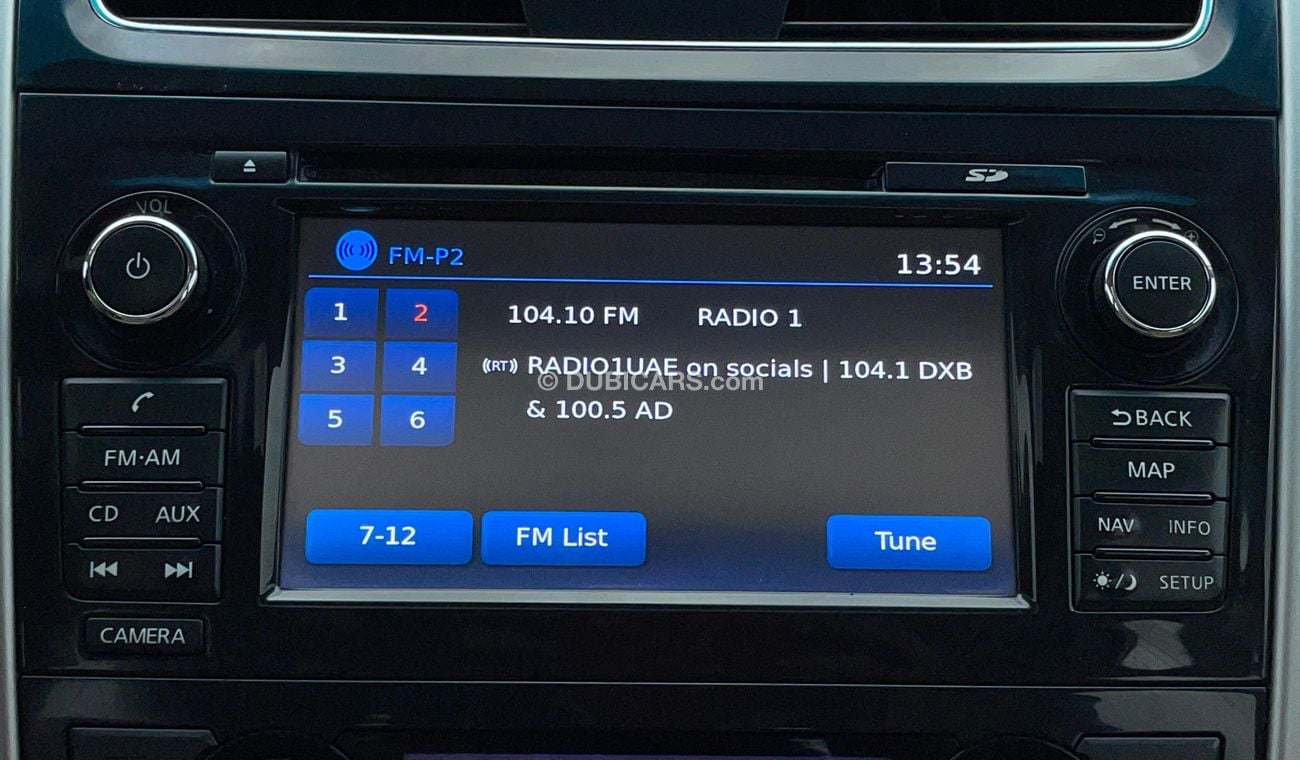 VOL
SD
FM-P2
13:54
1 2
104.10 FM RADIO 1
3 4
((RT)) RADIO1UAE on socials | 104.1 DXB
& 100.5 AD
5 6
© DUBICARS.com
7-12 FM List Tune
ENTER
FM·AM
CD AUX
CAMERA
BACK
MAP
NAV INFO
SETUP